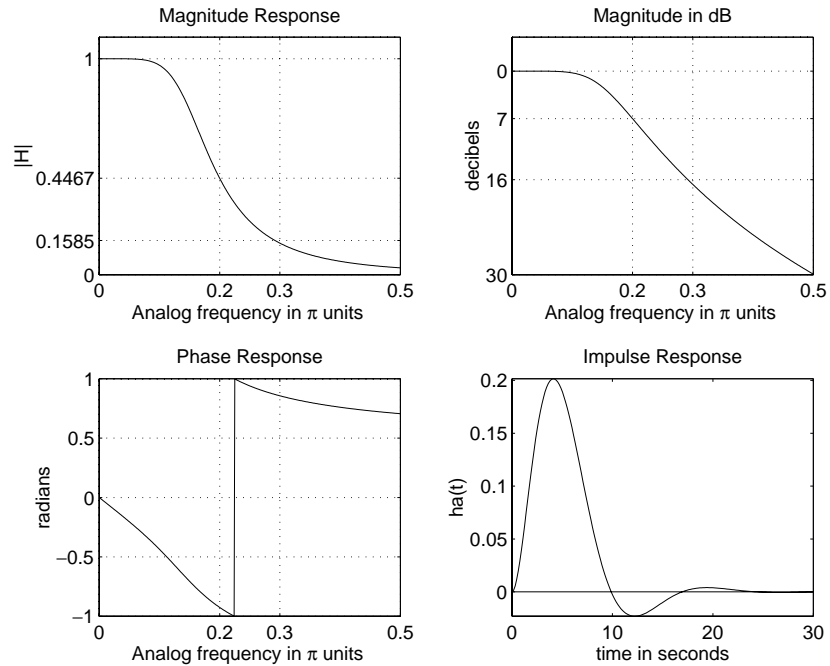 Magnitude Response
1
|H|
0.4467
0.1585
0
0
0.2
0.3
0.5
Analog frequency in π units
Magnitude in dB
0
7
decibels
16
30
0
0.2
0.3
0.5
Analog frequency in π units
Phase Response
1
0.5
radians
0
−0.5
−1
0
0.2
0.3
0.5
Analog frequency in π units
Impulse Response
0.2
0.15
ha(t)
0.1
0.05
0
0
10
20
30
time in seconds